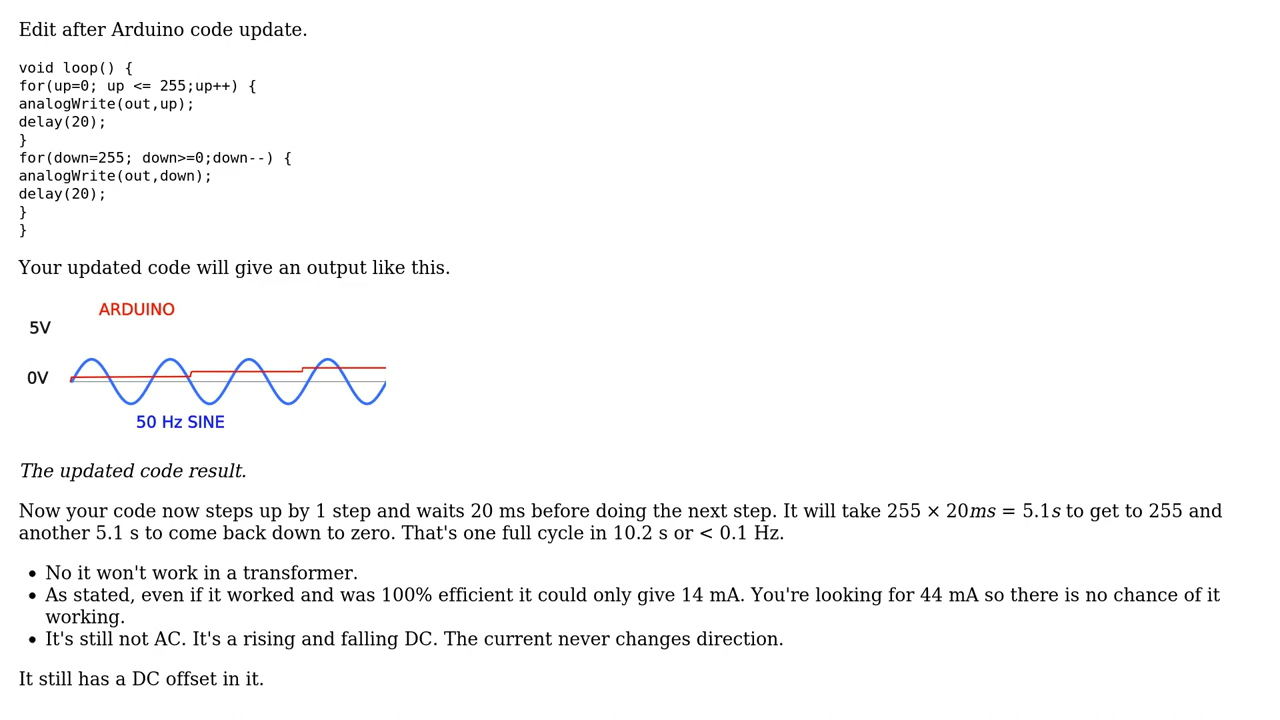 Edit after Arduino code update.
void loop() {
for(up=0; up <= 255;up++) {
analogWrite(out,up);
delay(20);
}
for(down=255; down>=0;down--) {
analogWrite(out,down);
delay(20);
}
}
Your updated code will give an output like this.
ARDUINO
5V
0V
50 Hz SINE
The updated code result.
Now your code now steps up by 1 step and waits 20 ms before doing the next step. It will take 255 × 20ms = 5.1s to get to 255 and
another 5.1 s to come back down to zero. That's one full cycle in 10.2 s or < 0.1 Hz.
• No it won't work in a transformer.
• As stated, even if it worked and was 100% efficient it could only give 14 mA. You're looking for 44 mA so there is no chance of it
working.
• It's still not AC. It's a rising and falling DC. The current never changes direction.
It still has a DC offset in it.